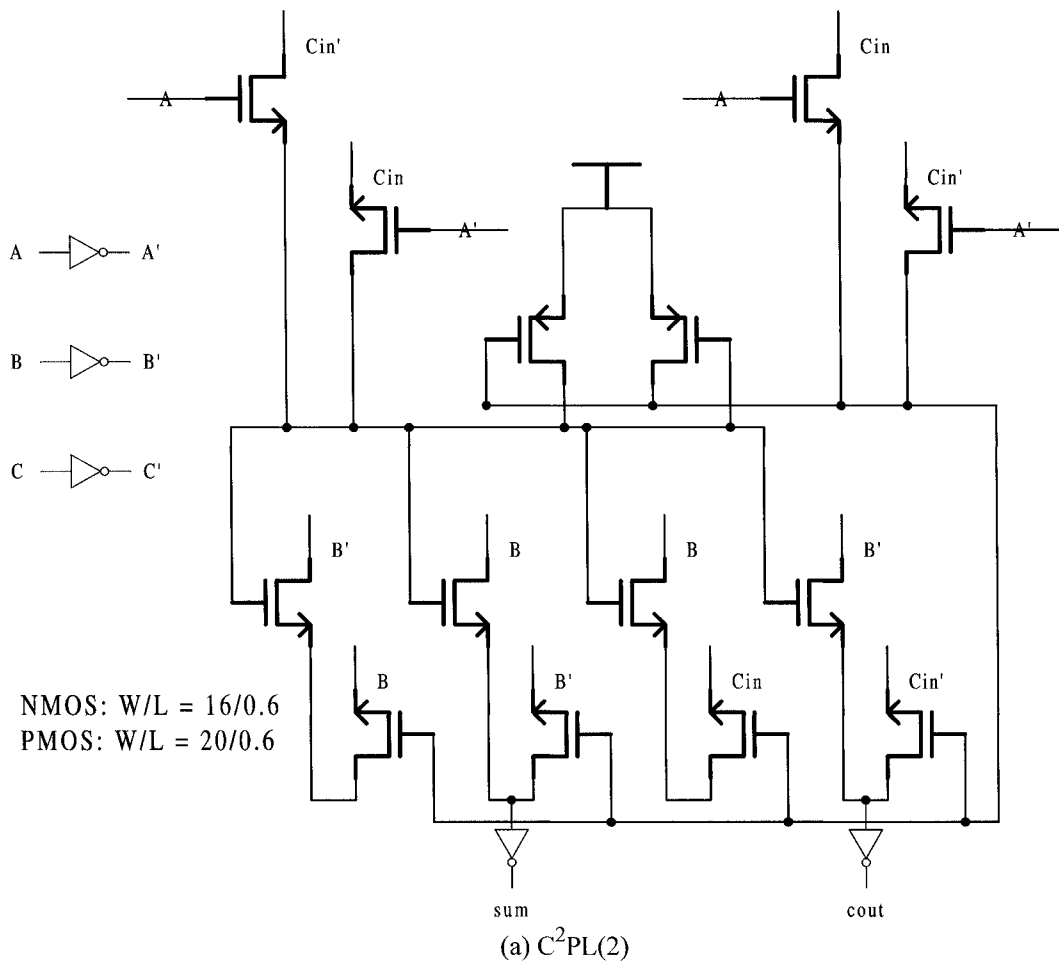 Cin'
Cin
A
A
Cin
Cin'
A'
A'
A A'
B B'
C C'
B'
B
B
B'
B
B'
Cin
Cin'
NMOS: W/L = 16/0.6
PMOS: W/L = 20/0.6
sum
cout
(a) C²PL(2)